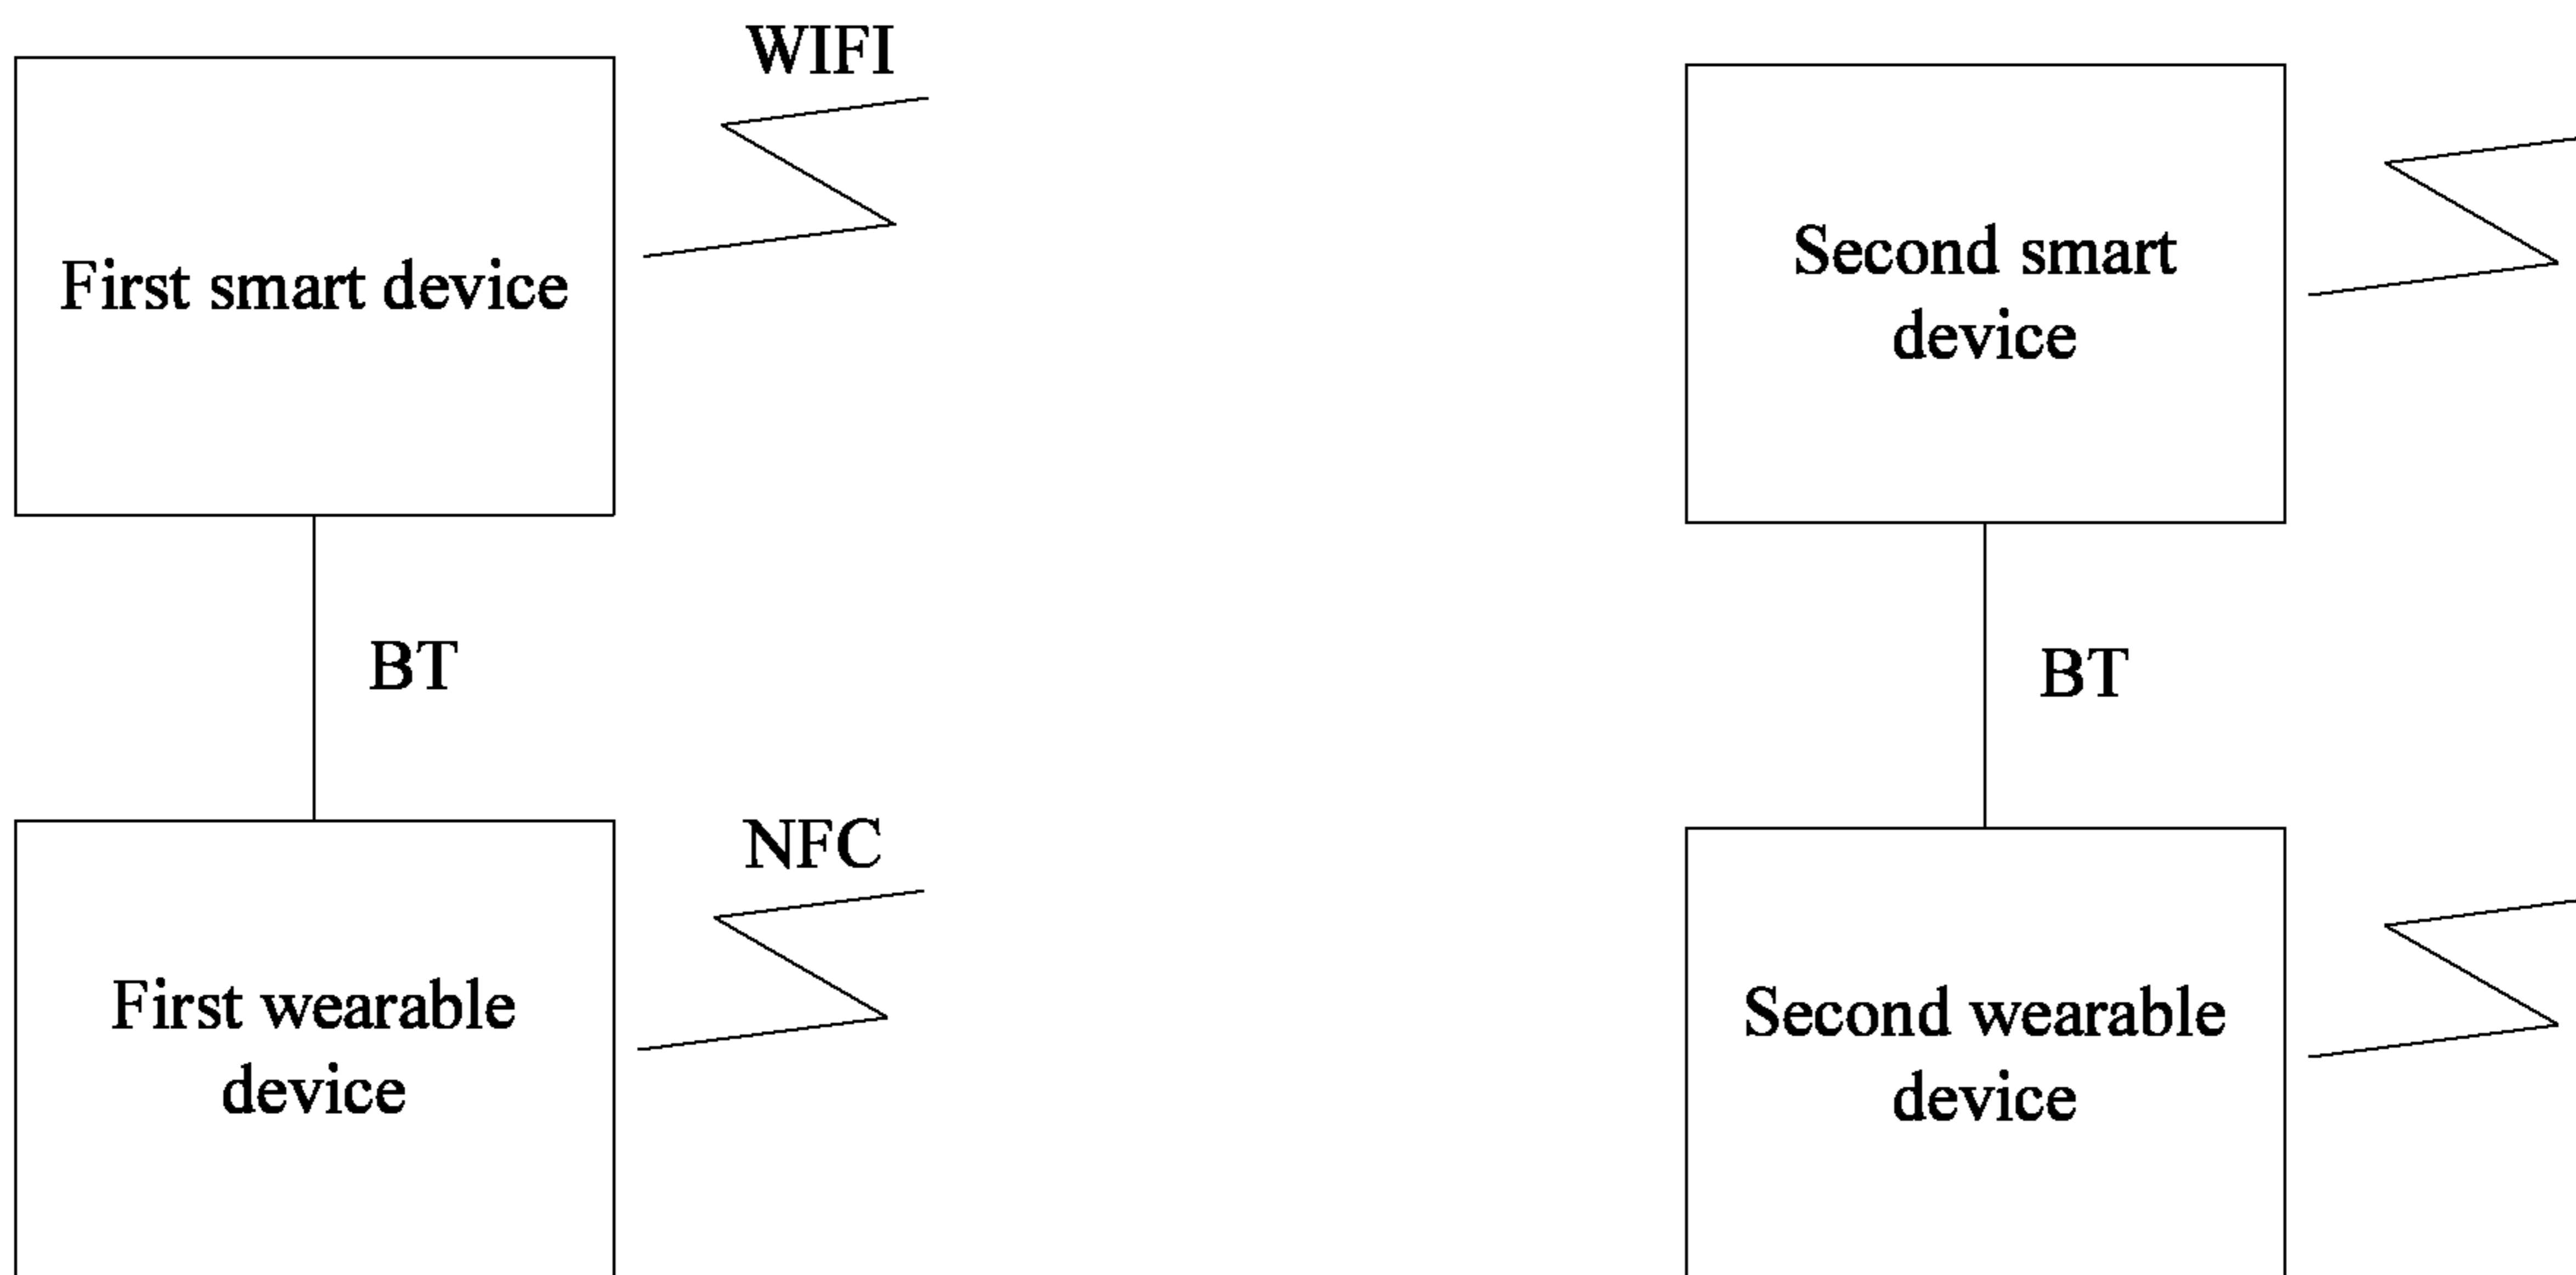 WIFI
First smart device
Second smart
device
BT
BT
NFC
First wearable
device
Second wearable
device